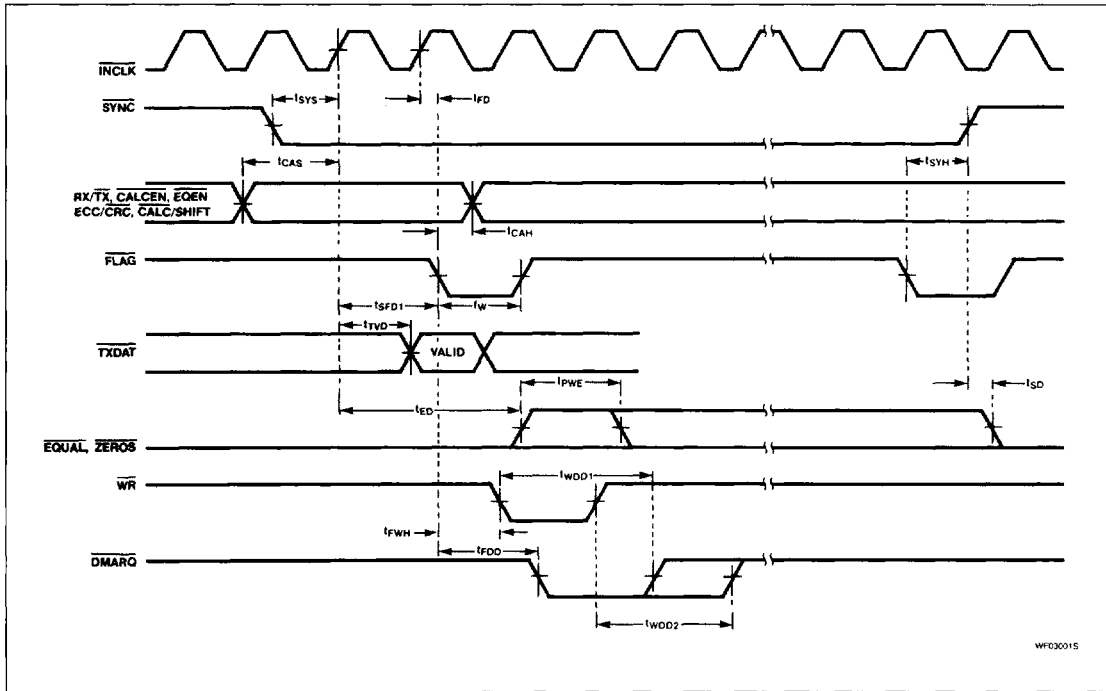 INCLK
tSYS
tFD
SYNC
tCAS
tSYH
RX/TX, CALCEN, EQEN
ECC/CRC, CALC/SHIFT
tCAH
FLAG
tSFD1
tW
tTVD
TXDAT
VALID
tPWE
tSD
tED
EQUAL, ZEROS
tWDD1
WR
tFWH
tFDD
DMARQ
tWDD2
WF03001S